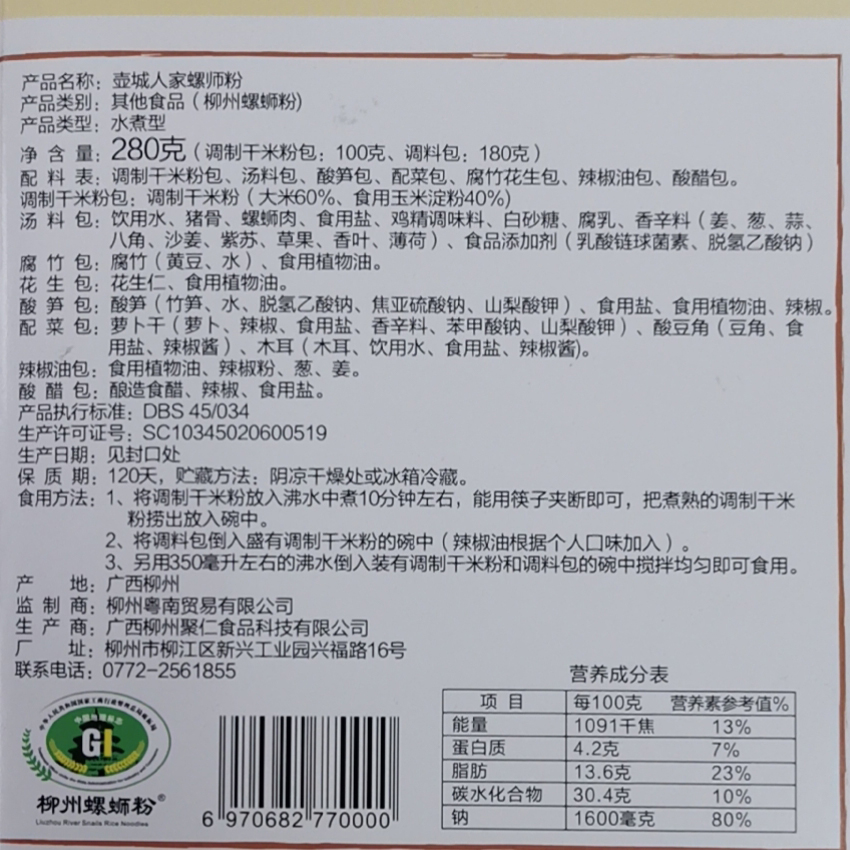 产品名称：壶城人家螺师粉
产品类别：其他食品（柳州螺蛳粉)
产品类型：水煮型
净 含 量：280克（调制干米粉包：100克、调料包：180克）
配 料 表：调制干米粉包、汤料包、酸笋包、配菜包、腐竹花生包、辣椒油包、酸醋包。
调制干米粉包：调制干米粉（大米60%、食用玉米淀粉40%）
汤 料 包：饮用水、猪骨、螺蛳肉、食用盐、鸡精调味料、白砂糖、腐乳、香辛料（姜、葱、蒜、
八角、沙姜、紫苏、草果、香叶、薄荷）、食品添加剂（乳酸链球菌素、脱氢乙酸钠）
腐 竹 包：腐竹（黄豆、水）、食用植物油。
花 生 包：花生仁、食用植物油。
酸 笋 包：酸笋（竹笋、水、脱氢乙酸钠、焦亚硫酸钠、山梨酸钾）、食用盐、食用植物油、辣椒。
配 菜 包：萝卜干（萝卜、辣椒、食用盐、香辛料、苯甲酸钠、山梨酸钾）、酸豆角（豆角、食
用盐、辣椒酱）、木耳（木耳、饮用水、食用盐、辣椒酱)。
辣椒油包：食用植物油、辣椒粉、葱、姜。
酸 醋 包：酿造食醋、辣椒、食用盐。
产品执行标准：DBS 45/034
生产许可证号：SC10345020600519
生产日期：见封口处
保 质 期：120天，贮藏方法：阴凉干燥处或冰箱冷藏。
食用方法：1、将调制干米粉放入沸水中煮10分钟左右，能用筷子夹断即可，把煮熟的调制干米
粉捞出放入碗中。
2、将调料包倒入盛有调制干米粉的碗中（辣椒油根据个人口味加入）。
3、另用350毫升左右的沸水倒入装有调制干米粉和调料包的碗中搅拌均匀即可食用。
产 地：广西柳州
监 制 商：柳州粤南贸易有限公司
生 产 商：广西柳州聚仁食品科技有限公司
厂 址：柳州市柳江区新兴工业园兴福路16号
联系电话：0772-2561855
营养成分表
项 目 每100克 营养素参考值%
能量 1091千焦 13%
蛋白质 4.2克 7%
脂肪 13.6克 23%
碳水化合物 30.4克 10%
钠 1600毫克 80%
GI
柳州螺蛳粉®
Liuzhou River Snails Rice Noodles
6 970682 770000